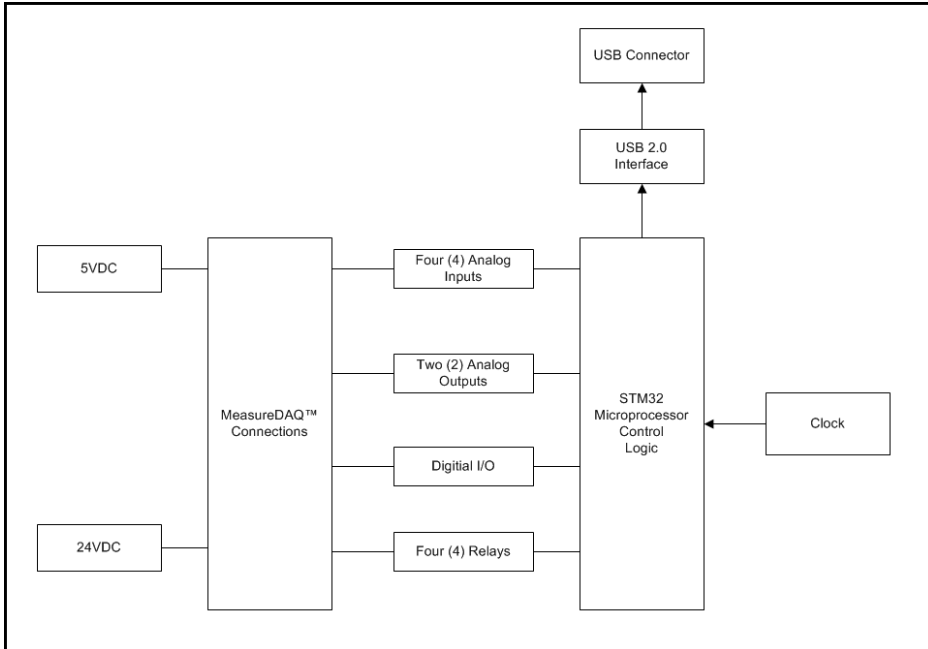 USB Connector
USB 2.0
Interface
5VDC
Four (4) Analog
Inputs
Two (2) Analog
Outputs
MeasureDAQ™
Connections
STM32
Microprocessor
Control
Logic
Clock
Digitial I/O
24VDC
Four (4) Relays